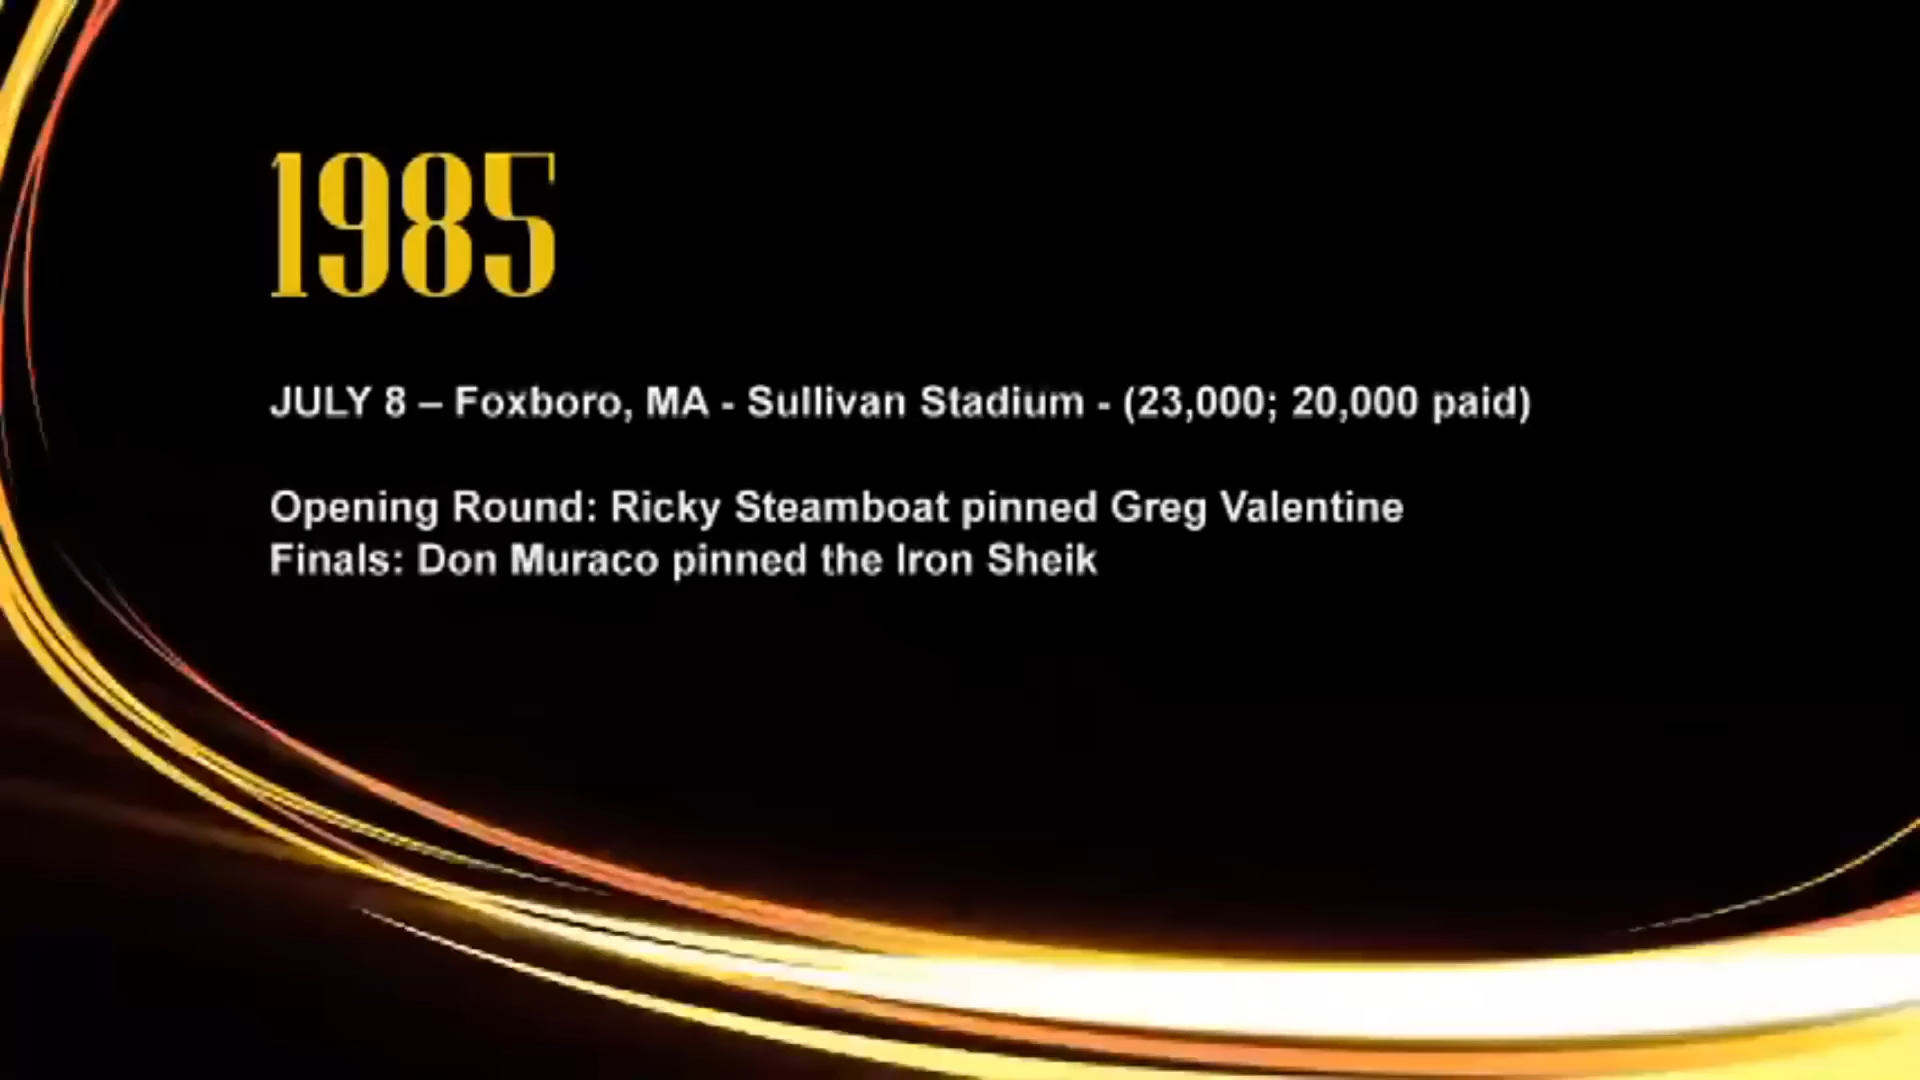 1985
JULY 8 – Foxboro, MA - Sullivan Stadium - (23,000; 20,000 paid)
Opening Round: Ricky Steamboat pinned Greg Valentine
Finals: Don Muraco pinned the Iron Sheik